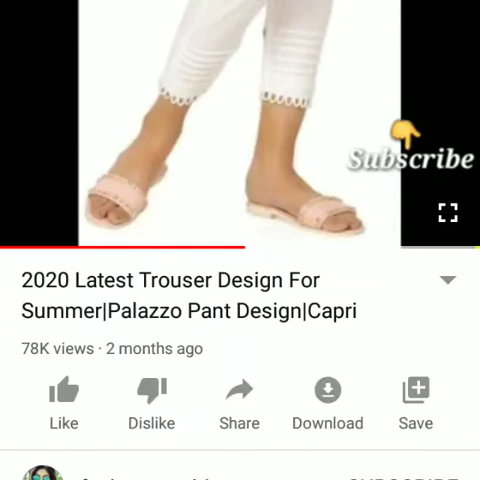 Subscribe
2020 Latest Trouser Design For
Summer|Palazzo Pant Design|Capri
78K views · 2 months ago
Like Dislike Share Download Save